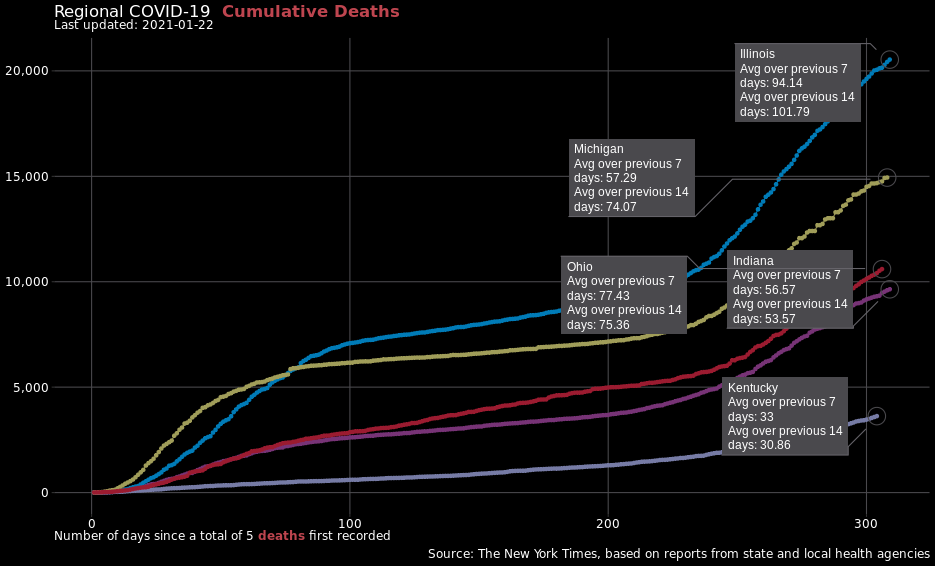 Regional COVID-19 Cumulative Deaths
Last updated: 2021-01-22
20,000
15,000
10,000
5,000
0
Illinois
Avg over previous 7
days: 94.14
Avg over previous 14
days: 101.79
Michigan
Avg over previous 7
days: 57.29
Avg over previous 14
days: 74.07
Ohio
Avg over previous 7
days: 77.43
Avg over previous 14
days: 75.36
Indiana
Avg over previous 7
days: 56.57
Avg over previous 14
days: 53.57
Kentucky
Avg over previous 7
days: 33
Avg over previous 14
days: 30.86
0
100
200
300
Number of days since a total of 5 deaths first recorded
Source: The New York Times, based on reports from state and local health agencies